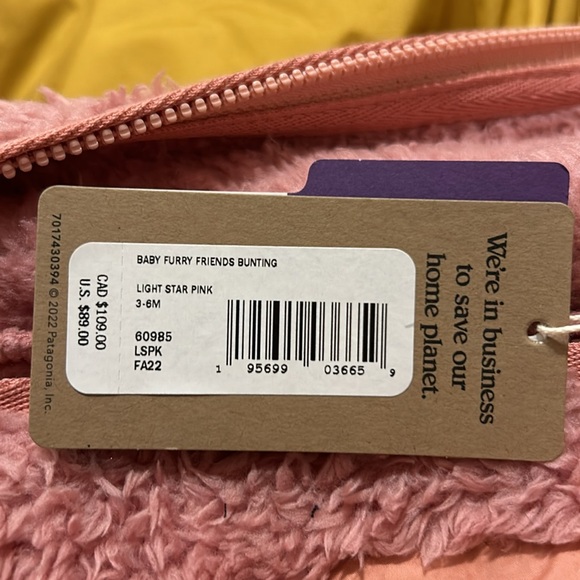 BABY FURRY FRIENDS BUNTING
LIGHT STAR PINK
3-6M
60985
LSPK
FA22
1 95699 03665 9
CAD $109.00
U.S. $89.00
7017430394 © 2022 Patagonia, Inc.
We're in business
to save our
home planet.